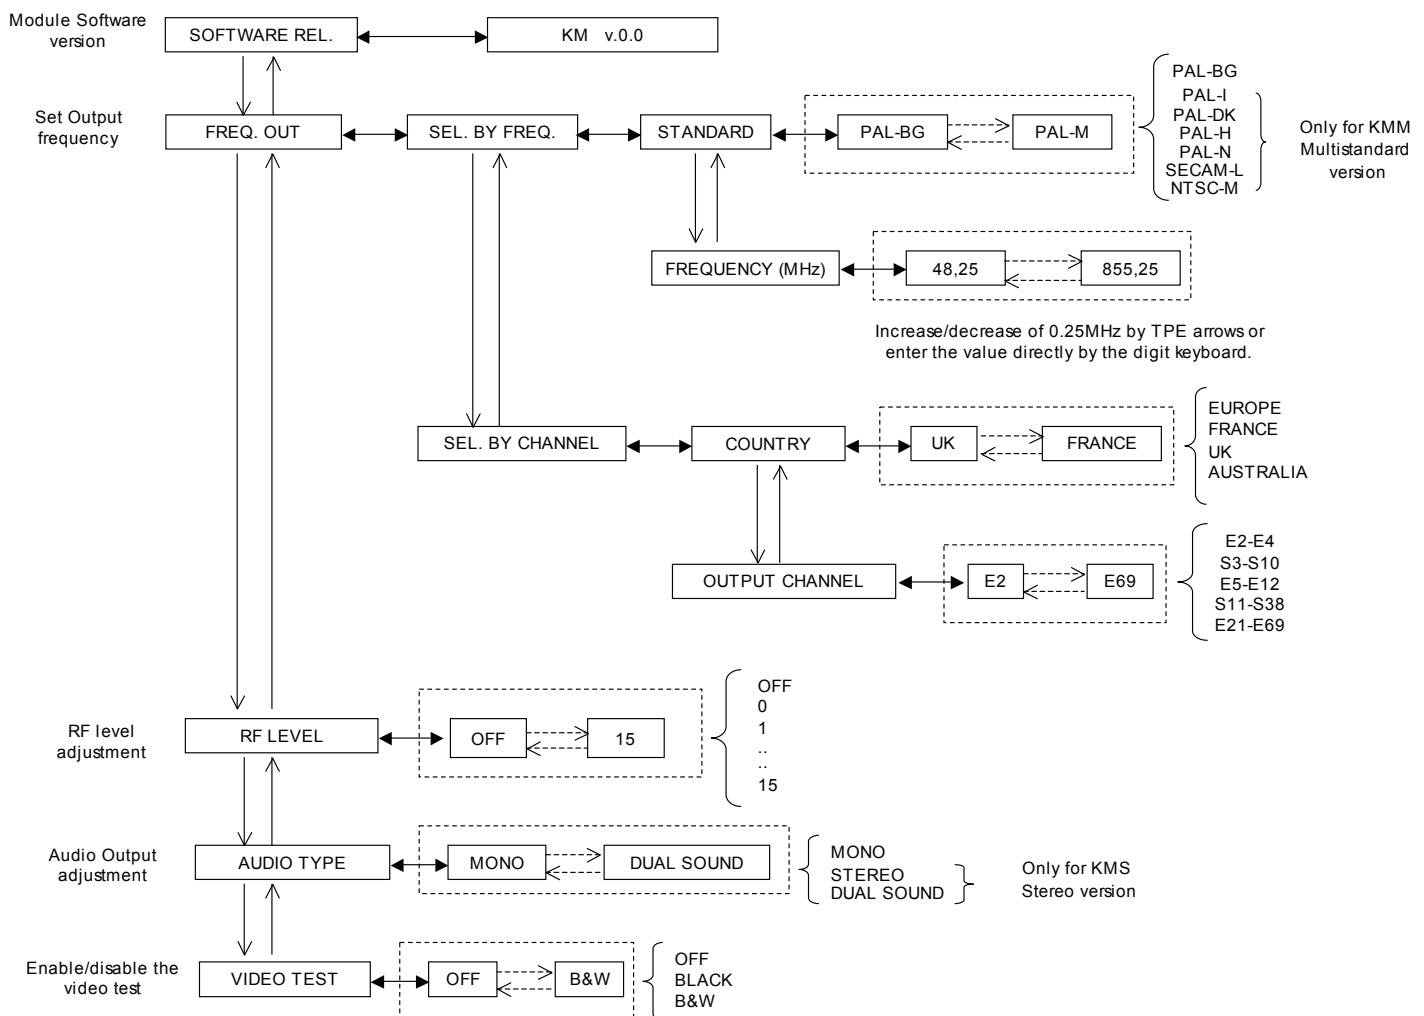 Module Software
version
SOFTWARE REL.
KM v.0.0
Set Output
frequency
FREQ. OUT
SEL. BY FREQ.
STANDARD
PAL-BG
PAL-M
PAL-BG
PAL-I
PAL-DK
PAL-H
PAL-N
SECAM-L
NTSC-M
Only for KMM
Multistandard
version
FREQUENCY (MHz)
48,25
855,25
Increase/decrease of 0.25MHz by TPE arrows or
enter the value directly by the digit keyboard.
SEL. BY CHANNEL
COUNTRY
UK
FRANCE
EUROPE
FRANCE
UK
AUSTRALIA
OUTPUT CHANNEL
E2
E69
E2-E4
S3-S10
E5-E12
S11-S38
E21-E69
RF level
adjustment
RF LEVEL
OFF
15
OFF
0
1
..
..
15
Audio Output
adjustment
AUDIO TYPE
MONO
DUAL SOUND
MONO
STEREO
DUAL SOUND
Only for KMS
Stereo version
Enable/disable the
video test
VIDEO TEST
OFF
B&W
OFF
BLACK
B&W